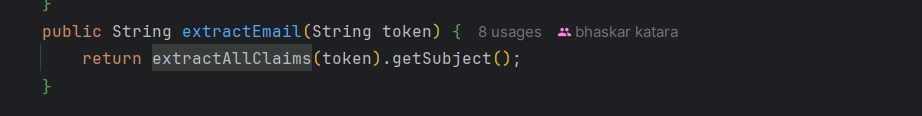 }
public String extractEmail(String token) { 8 usages bhaskar katara
return extractAllClaims(token).getSubject();
}